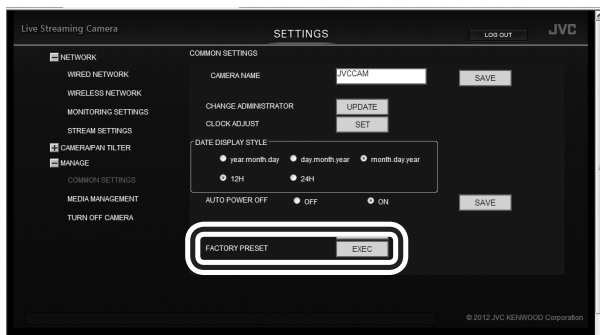 Live Streaming Camera
SETTINGS
LOG OUT
JVC
NETWORK
WIRED NETWORK
WIRELESS NETWORK
MONITORING SETTINGS
STREAM SETTINGS
CAMERA/PAN TILTER
MANAGE
COMMON SETTINGS
MEDIA MANAGEMENT
TURN OFF CAMERA
COMMON SETTINGS
CAMERA NAME JVCCAM SAVE
CHANGE ADMINISTRATOR UPDATE
CLOCK ADJUST SET
DATE DISPLAY STYLE
year.month.day day.month.year month.day.year
12H 24H
AUTO POWER OFF OFF ON SAVE
FACTORY PRESET EXEC
© 2012 JVC KENWOOD Corporation